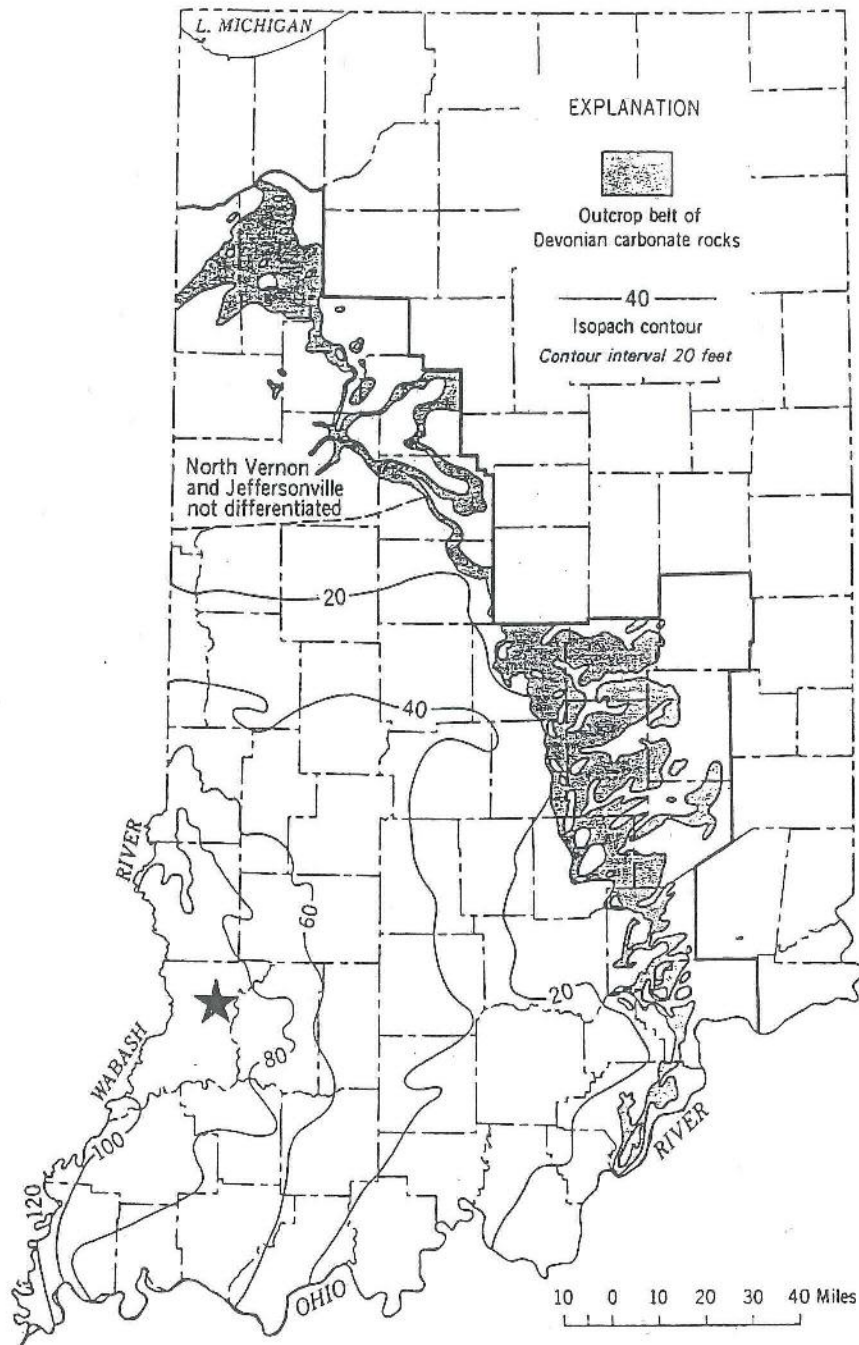 L. MICHIGAN
EXPLANATION
Outcrop belt of
Devonian carbonate rocks
40
Isopach contour
Contour interval 20 feet
North Vernon
and Jeffersonville
not differentiated
20
40
RIVER
60
20
WABASH
80
RIVER
100
120
OHIO
10 0 10 20 30 40 Miles